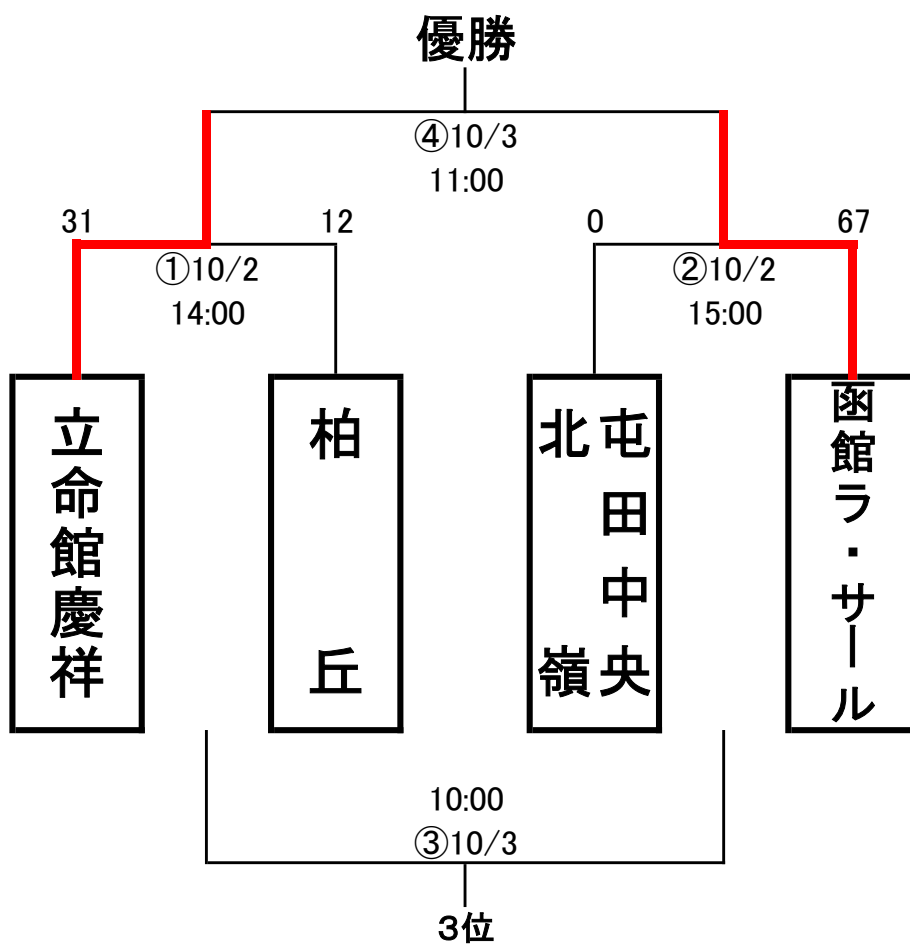 優勝
④10/3
11:00
31
12
0
67
①10/2
14:00
②10/2
15:00
立命館慶祥
柏丘
屯田中央
北嶺
函館ラ・サール
10:00
③10/3
3位